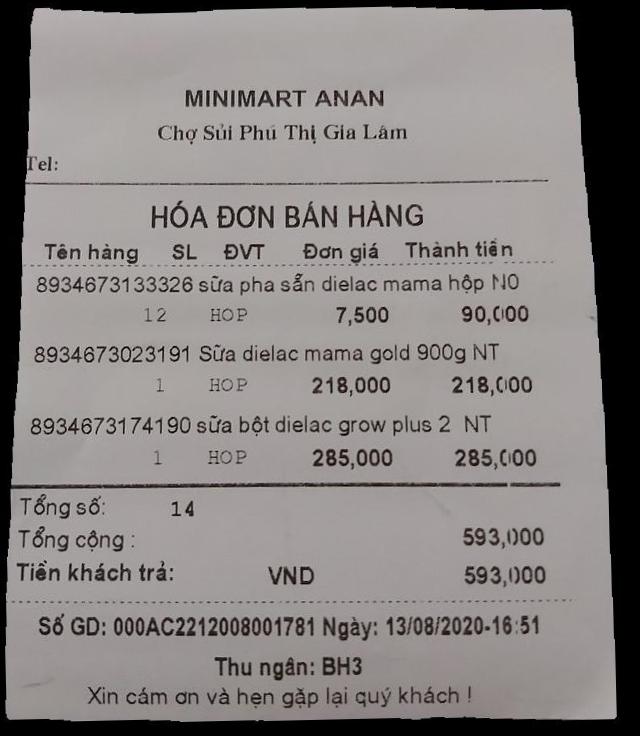 MINIMART ANAN
Chợ Sủi Phú Thị Gia Lâm
Tel:
HÓA ĐƠN BÁN HÀNG
Tên hàng SL ĐVT Đơn giá Thành tiền
8934673133326 sữa pha sẵn dielac mama hộp N0
12 HOP 7,500 90,000
8934673023191 Sữa dielac mama gold 900g NT
1 HOP 218,000 218,000
8934673174190 sữa bột dielac grow plus 2 NT
1 HOP 285,000 285,000
Tổng số: 14
Tổng cộng : 593,000
Tiền khách trả: VND 593,000
Số GD: 000AC2212008001781 Ngày: 13/08/2020-16:51
Thu ngân: BH3
Xin cám ơn và hẹn gặp lại quý khách !